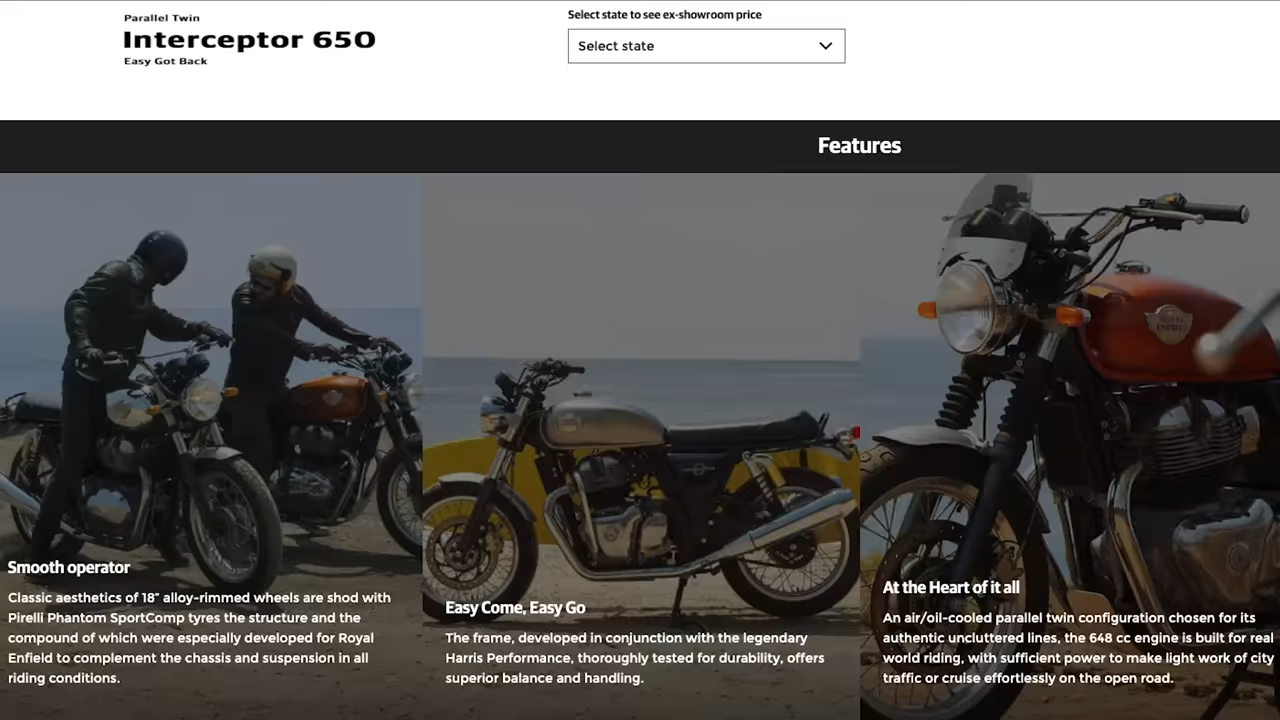 Parallel Twin
Interceptor 650
Easy Got Back
Select state to see ex-showroom price
Select state
Features
Smooth operator
Classic aesthetics of 18" alloy-rimmed wheels are shod with
Pirelli Phantom SportComp tyres the structure and the
compound of which were especially developed for Royal
Enfield to complement the chassis and suspension in all
riding conditions.
Easy Come, Easy Go
The frame, developed in conjunction with the legendary
Harris Performance, thoroughly tested for durability, offers
superior balance and handling.
ROYAL
ENFIELD
At the Heart of it all
An air/oil-cooled parallel twin configuration chosen for its
authentic uncluttered lines, the 648 cc engine is built for real
world riding, with sufficient power to make light work of city
traffic or cruise effortlessly on the open road.